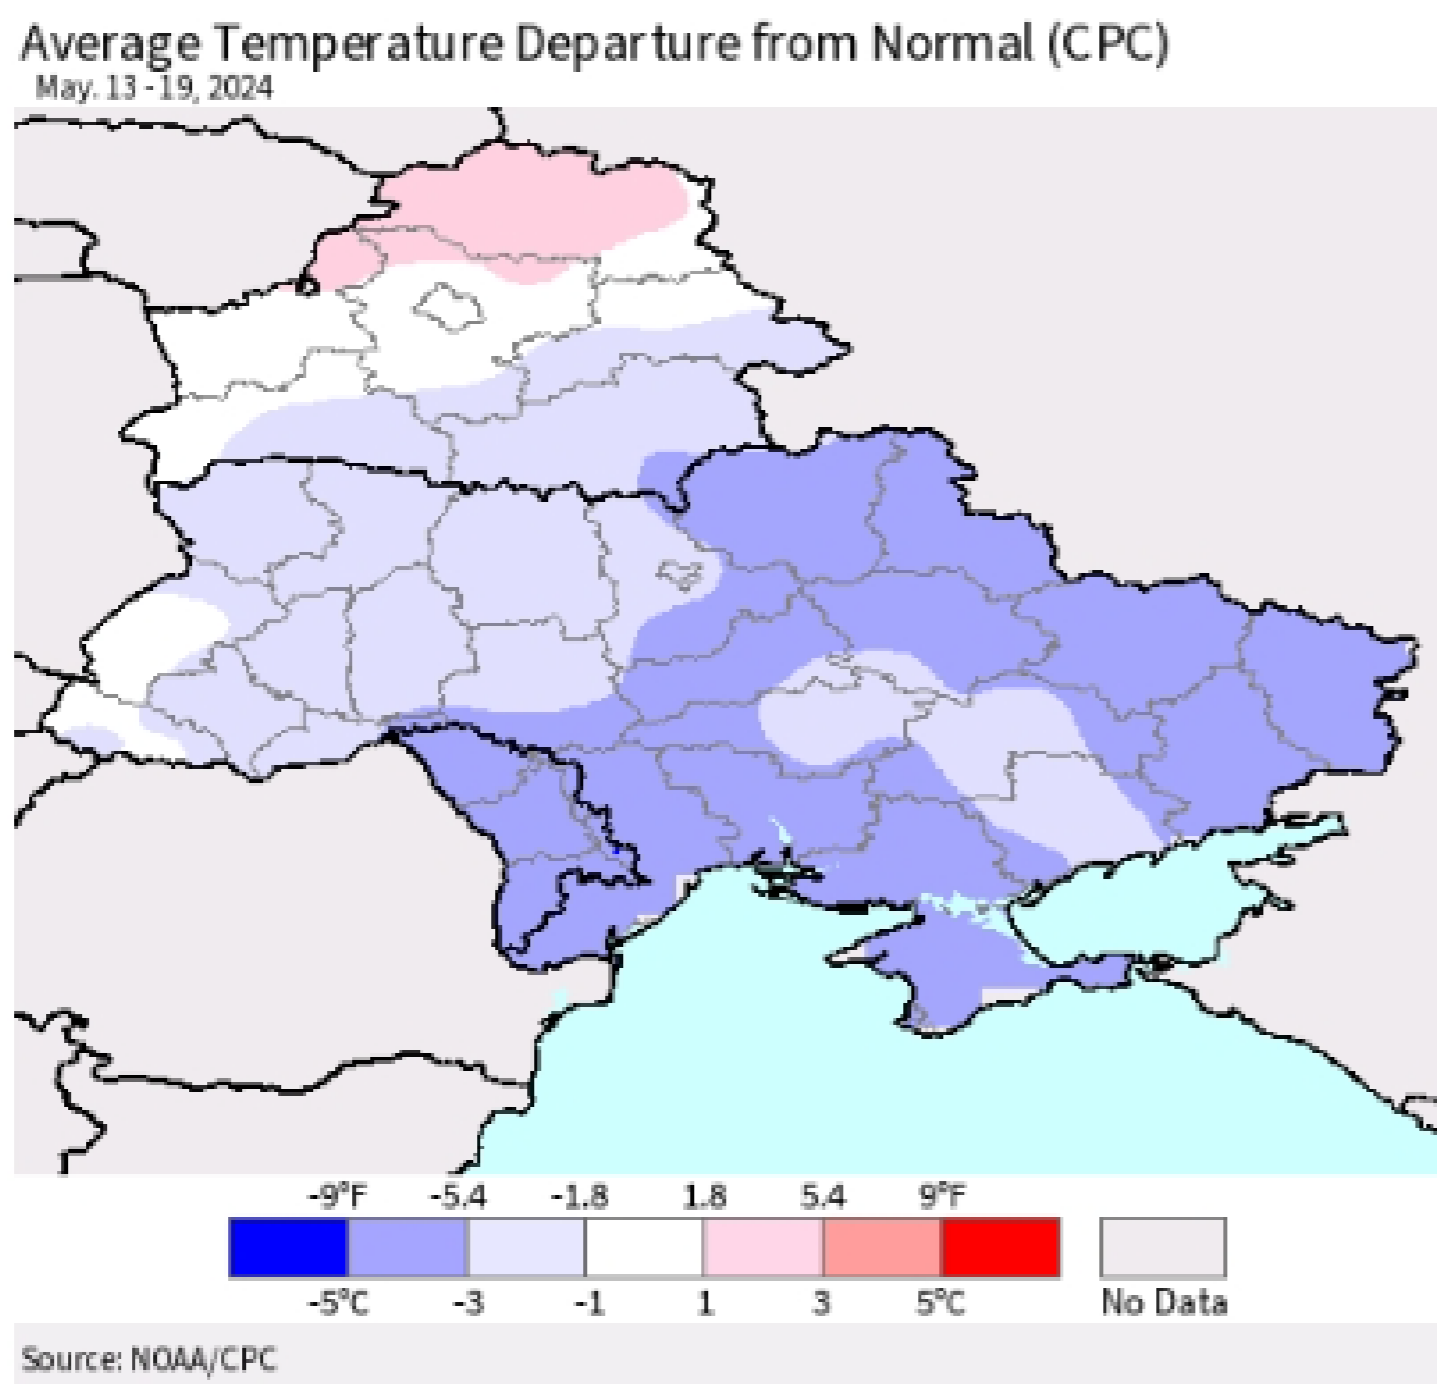 Average Temperature Departure from Normal (CPC)
May. 13 -19, 2024
-9°F -5.4 -1.8 1.8 5.4 9°F
-5°C -3 -1 1 3 5°C No Data
Source: NOAA/CPC